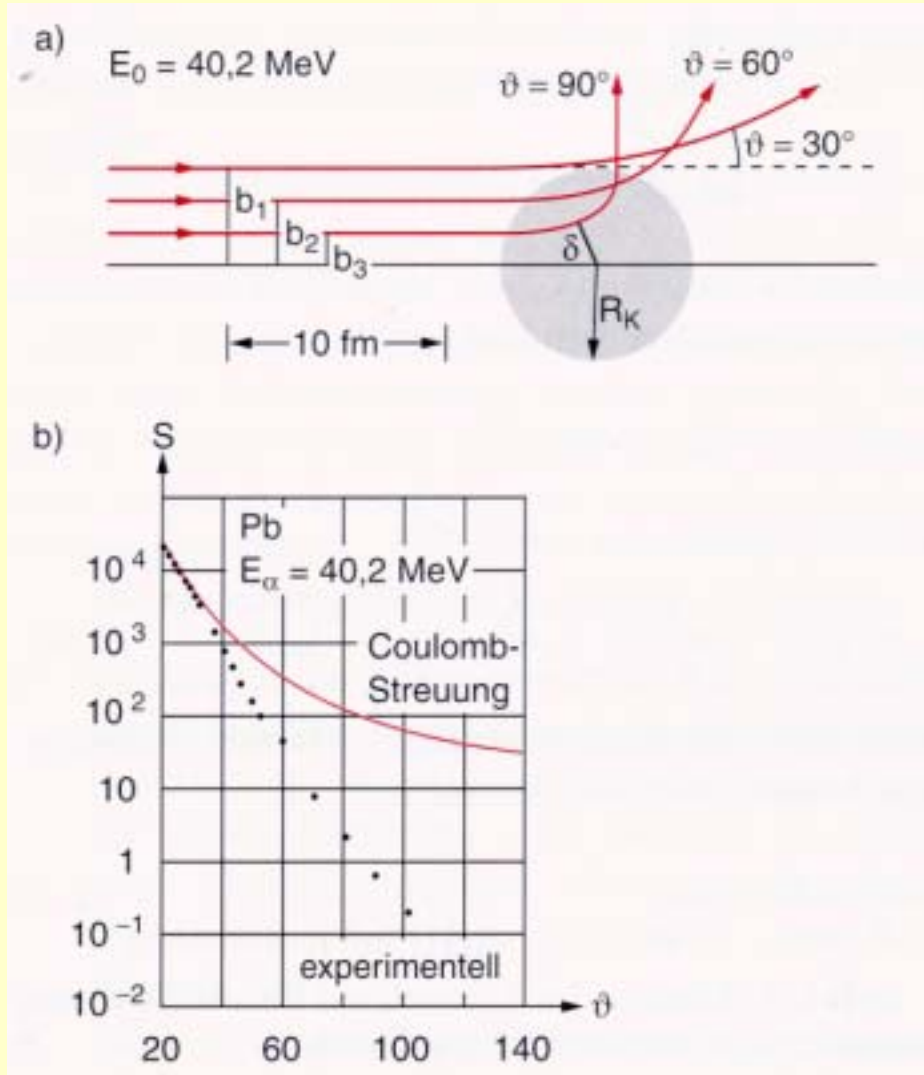 a)
E₀ = 40,2 MeV
ϑ = 90°
ϑ = 60°
ϑ = 30°
b₁
b₂
b₃
δ
R_K
10 fm
b)
S
Pb
E_α = 40,2 MeV
Coulomb-
Streuung
10⁴
10³
10²
10
1
10⁻¹
experimentell
10⁻²
ϑ
20 60 100 140